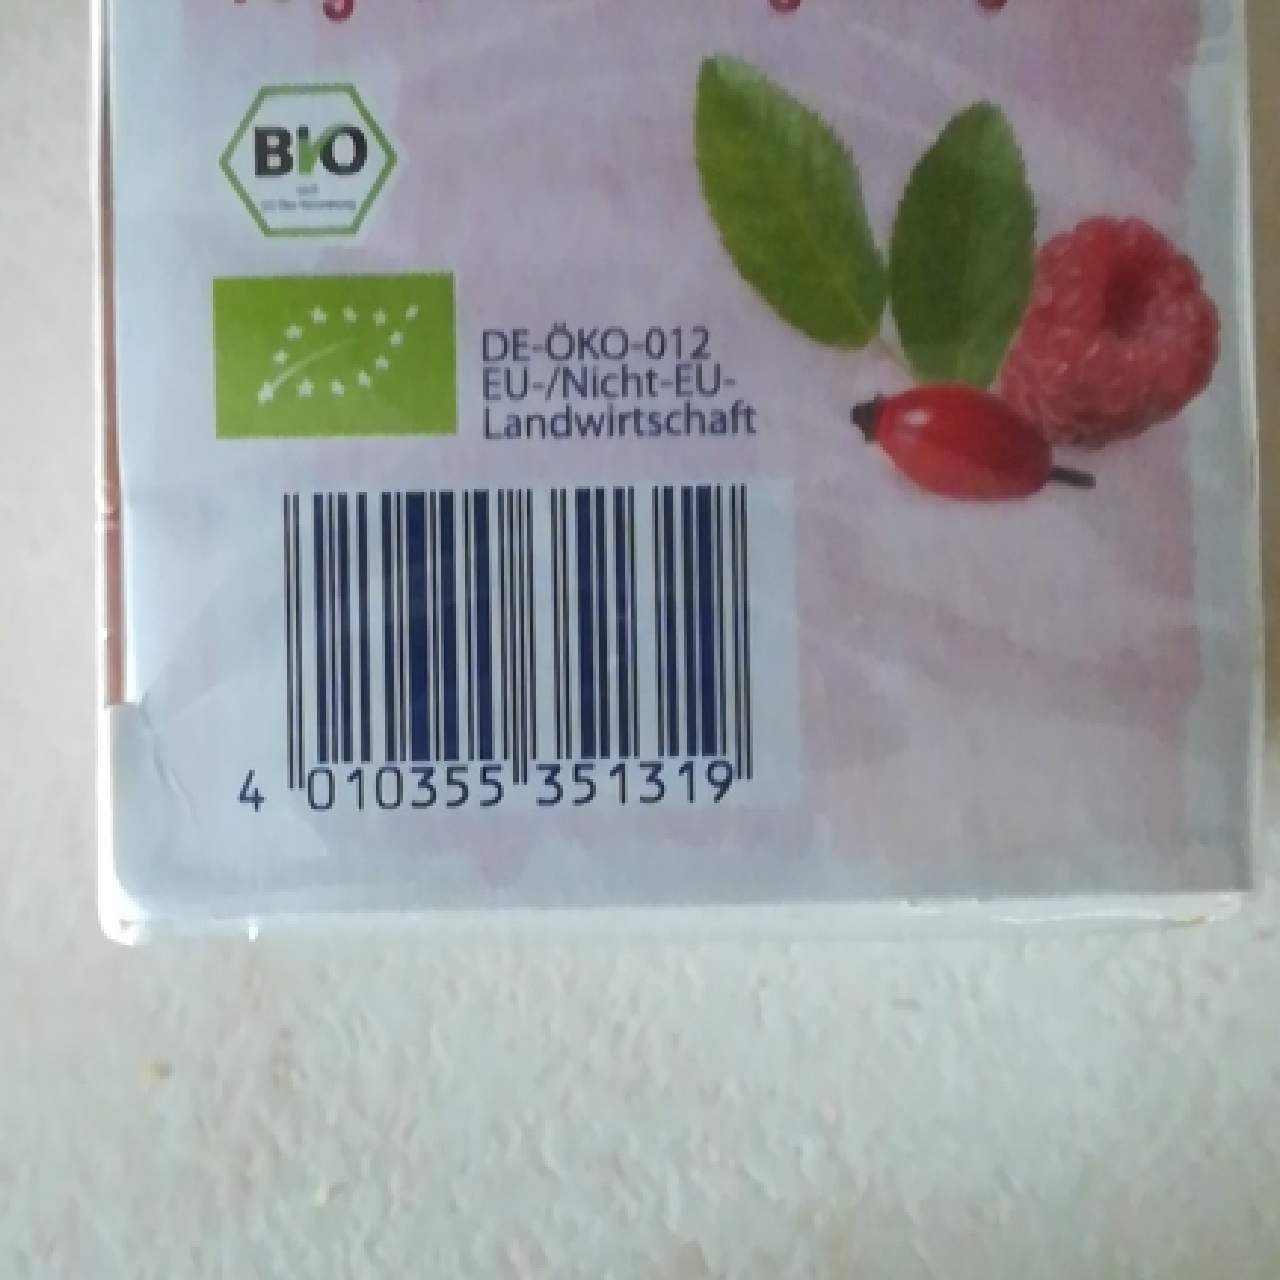 BIO
DE-ÖKO-012
EU-/Nicht-EU-
Landwirtschaft
4 010355 351319